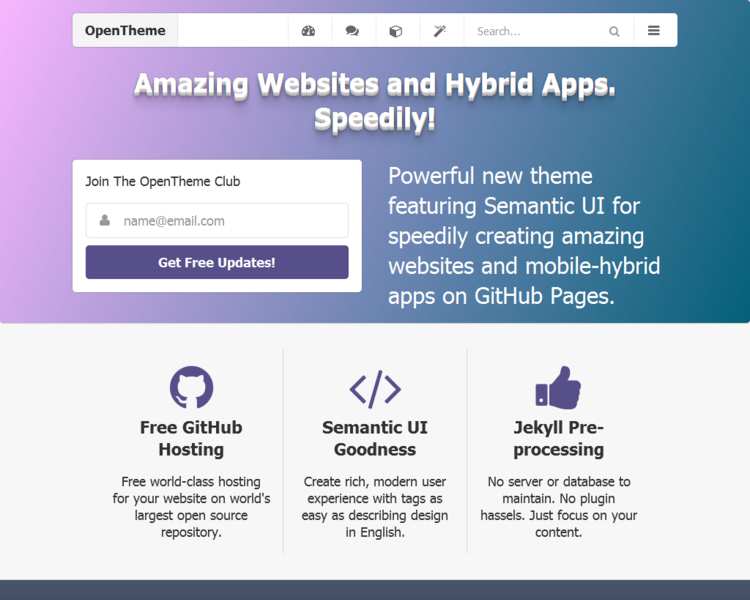 OpenTheme
Search...
Amazing Websites and Hybrid Apps.
Speedily!
Join The OpenTheme Club
name@email.com
Get Free Updates!
Powerful new theme
featuring Semantic UI for
speedily creating amazing
websites and mobile-hybrid
apps on GitHub Pages.
Free GitHub
Hosting
Free world-class hosting
for your website on world's
largest open source
repository.
Semantic UI
Goodness
Create rich, modern user
experience with tags as
easy as describing design
in English.
Jekyll Pre-
processing
No server or database to
maintain. No plugin
hassels. Just focus on your
content.